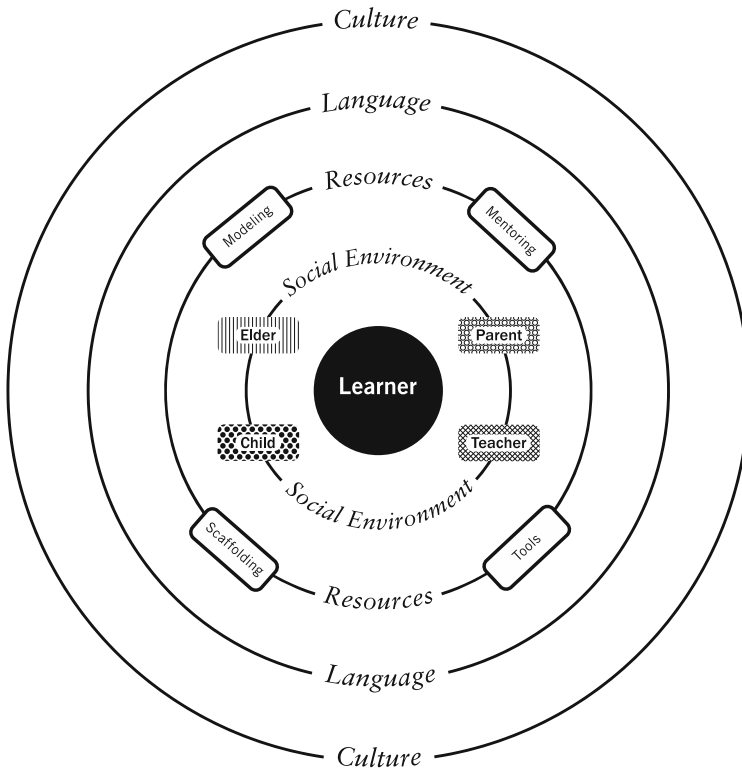 Culture
Language
Resources
Modeling
Mentoring
Social Environment
Elder
Parent
Learner
Child
Teacher
Social Environment
Scaffolding
Tools
Resources
Language
Culture